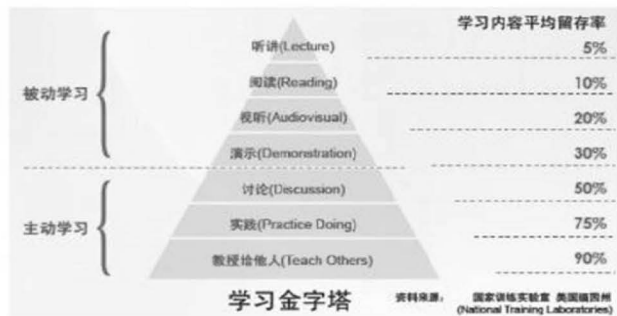 学习内容平均留存率
听讲(Lecture) 5%
阅读(Reading) 10%
视听(Audiovisual) 20%
被动学习
演示(Demonstration) 30%
讨论(Discussion) 50%
主动学习
实践(Practice Doing) 75%
教授给他人(Teach Others) 90%
学习金字塔
资料来源： 国家训练实验室 美国缅因州
(National Training Laboratories)